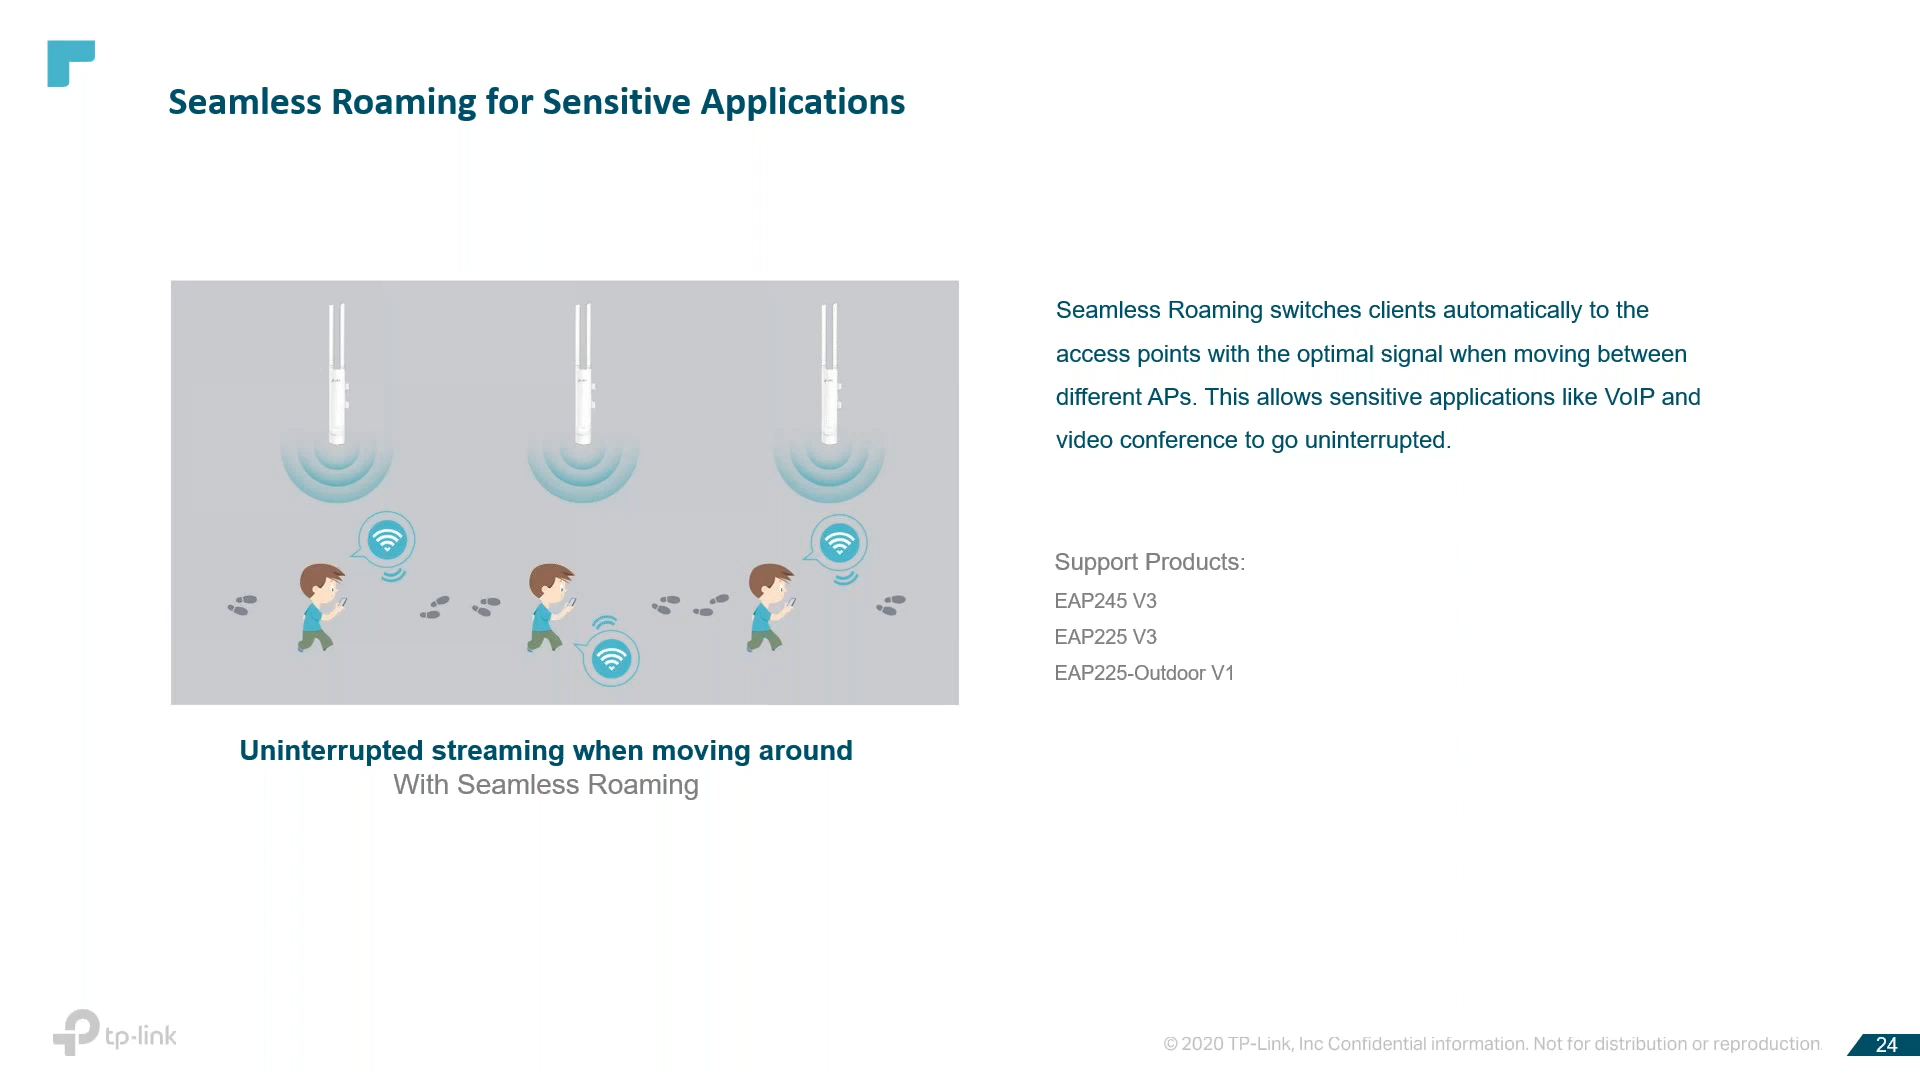 Seamless Roaming for Sensitive Applications
Seamless Roaming switches clients automatically to the
access points with the optimal signal when moving between
different APs. This allows sensitive applications like VoIP and
video conference to go uninterrupted.
Support Products:
EAP245 V3
EAP225 V3
EAP225-Outdoor V1
Uninterrupted streaming when moving around
With Seamless Roaming
tp-link
© 2020 TP-Link, Inc Confidential information. Not for distribution or reproduction.
24